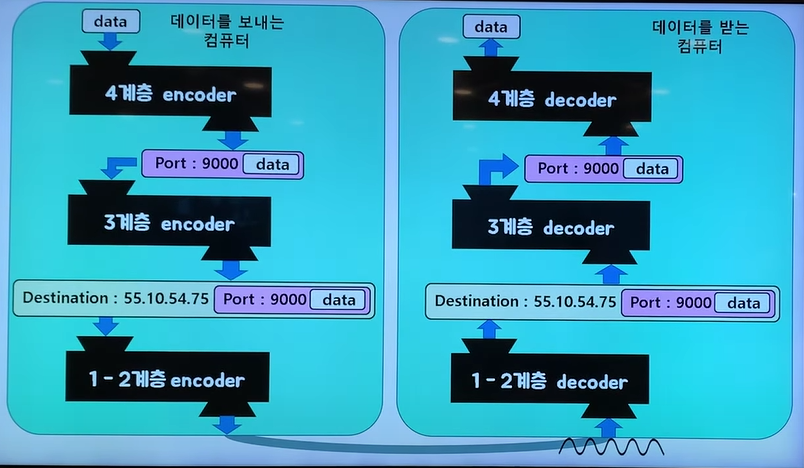 data
데이터를 보내는
컴퓨터
4계층 encoder
Port : 9000 data
3계층 encoder
Destination : 55.10.54.75 Port : 9000 data
1 - 2계층 encoder
data
데이터를 받는
컴퓨터
4계층 decoder
Port : 9000 data
3계층 decoder
Destination : 55.10.54.75 Port : 9000 data
1 - 2계층 decoder